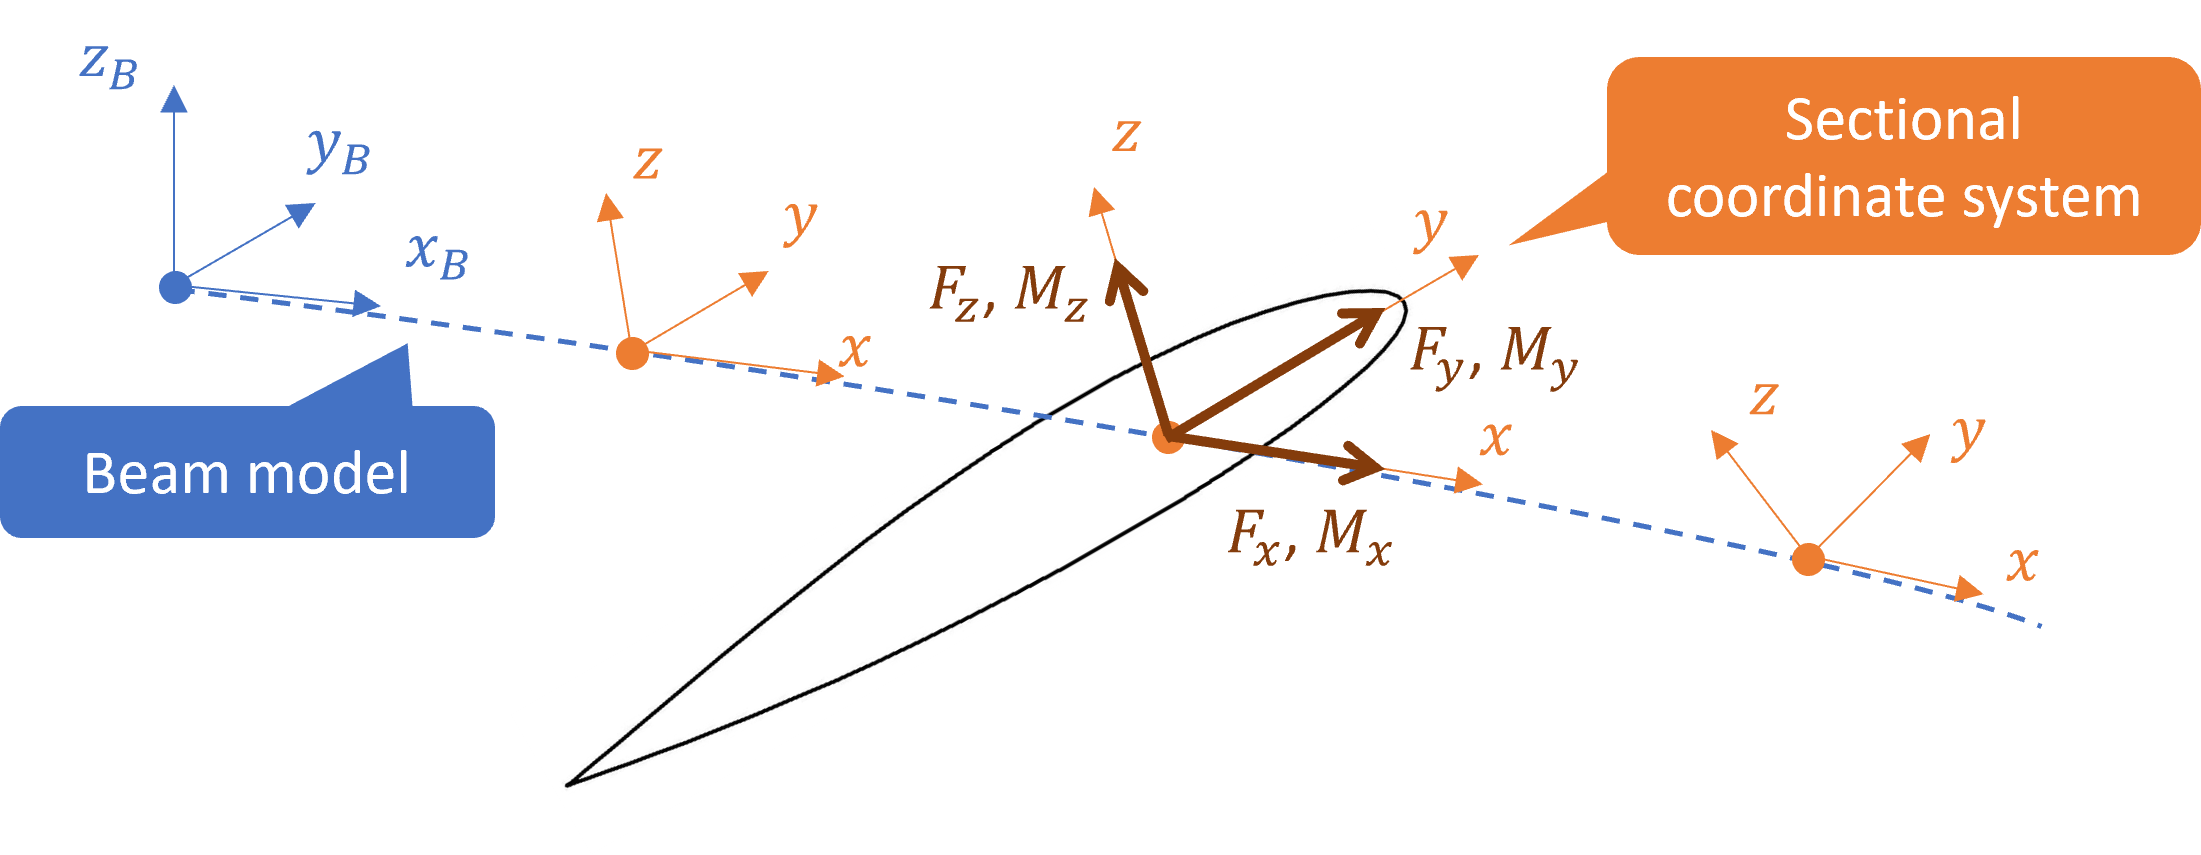 z_B
y_B
x_B
Beam model
z
y
x
z
y
F_z, M_z
F_y, M_y
x
F_x, M_x
Sectional
coordinate system
z
y
x